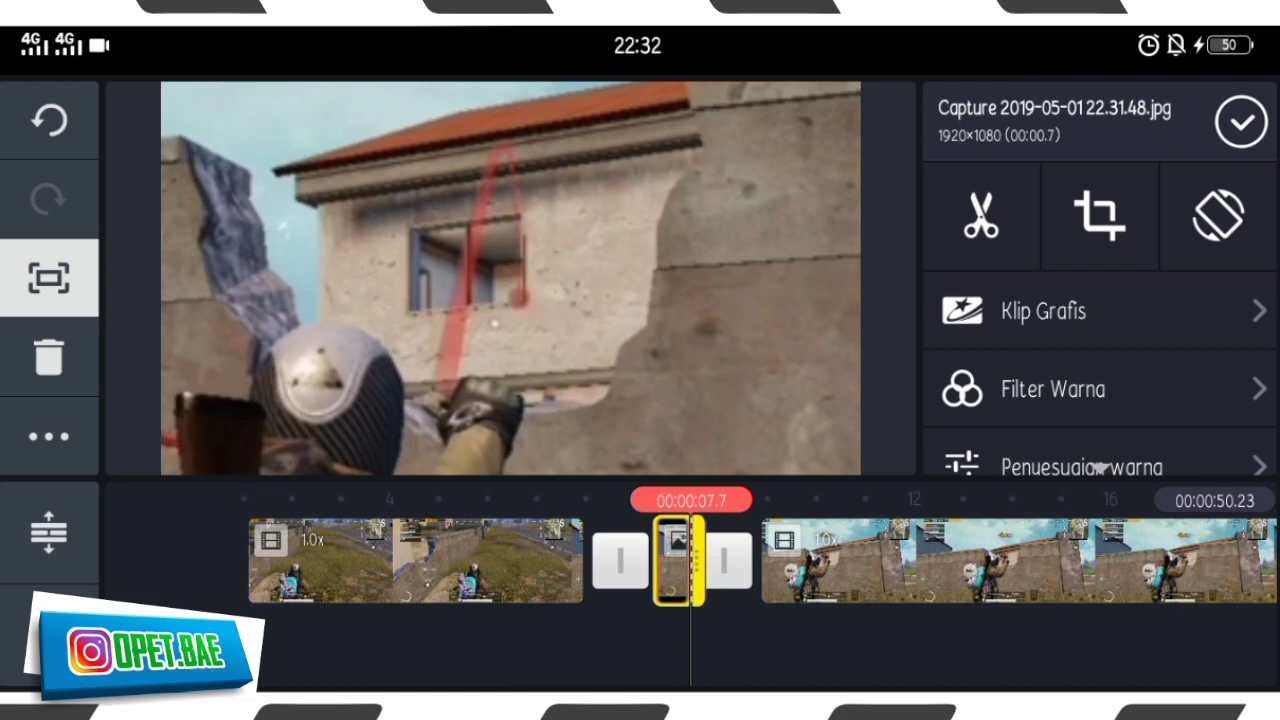 4G 4G
22:32
50
Capture 2019-05-01 22.31.48.jpg
1920×1080 (00:00.7)
Klip Grafis
Filter Warna
Penyesuaian warna
4
00:00:07.7
12
16
00:00:50.23
1.0x
1.0x
OPET.BAE